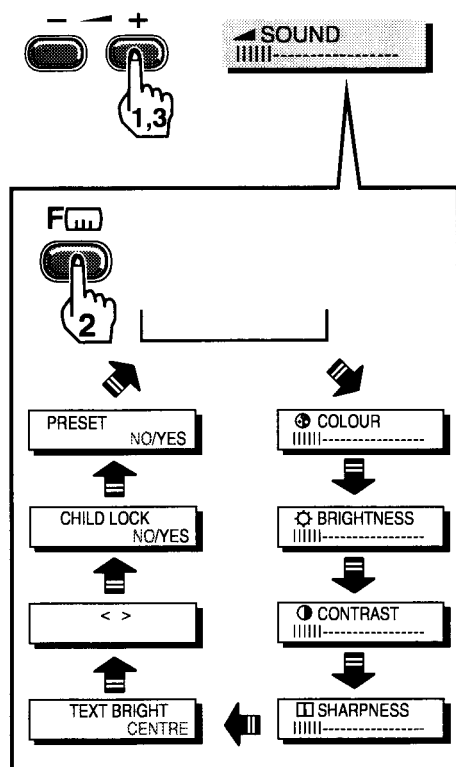 − +
SOUND
1,3
F
2
PRESET
NO/YES
COLOUR
CHILD LOCK
NO/YES
BRIGHTNESS
< >
CONTRAST
TEXT BRIGHT
CENTRE
SHARPNESS